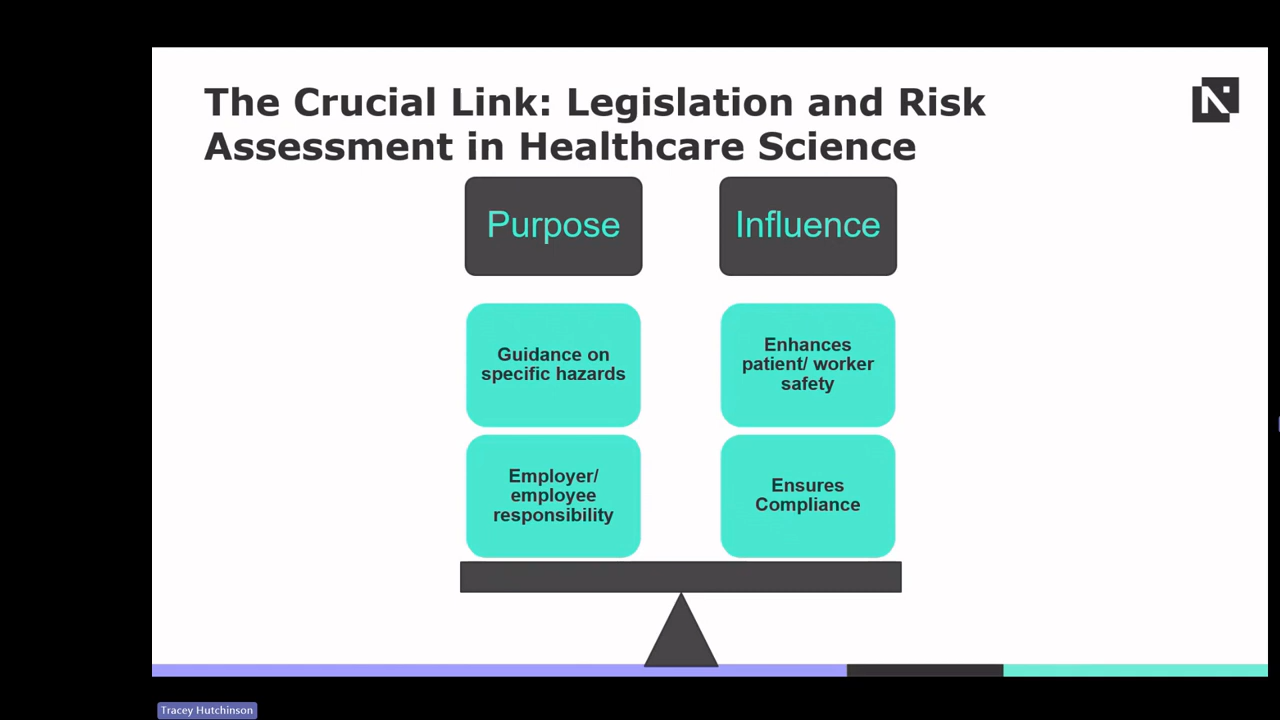 The Crucial Link: Legislation and Risk
Assessment in Healthcare Science
Purpose
Influence
Guidance on
specific hazards
Enhances
patient/ worker
safety
Employer/
employee
responsibility
Ensures
Compliance
Tracey Hutchinson